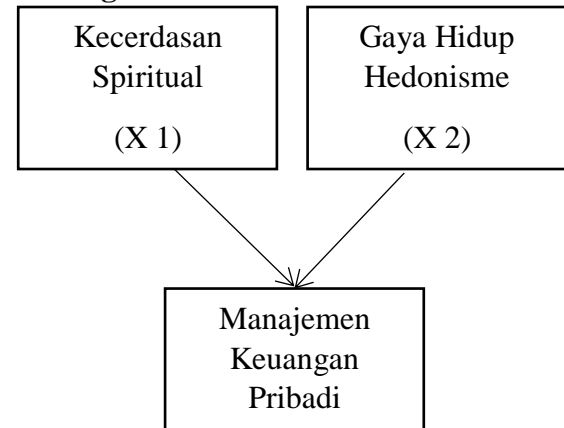 Kecerdasan
Spiritual
(X 1)
Gaya Hidup
Hedonisme
(X 2)
Manajemen
Keuangan
Pribadi